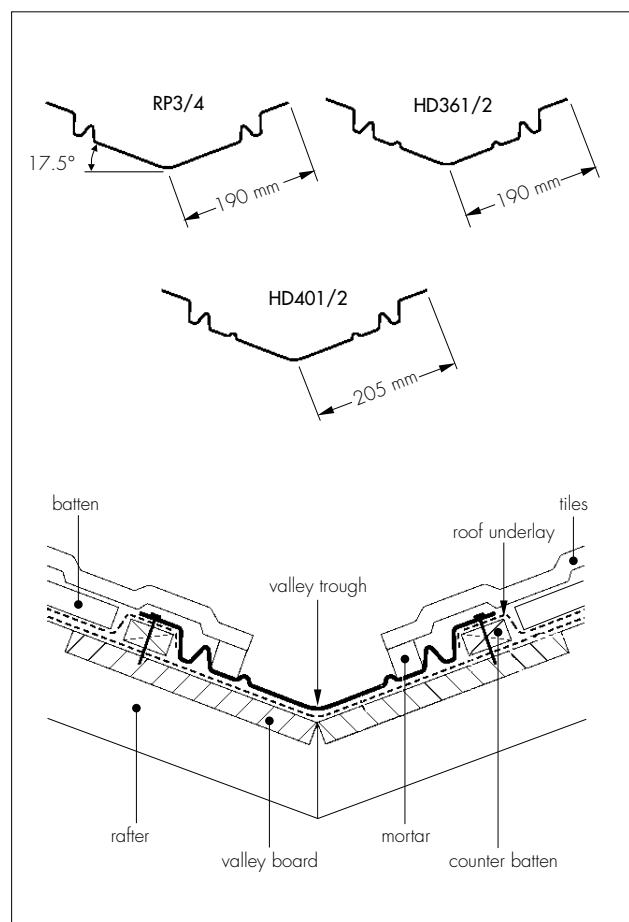 RP3/4
HD361/2
17.5°
190 mm
190 mm
HD401/2
205 mm
batten
tiles
roof underlay
valley trough
rafter
mortar
valley board
counter batten